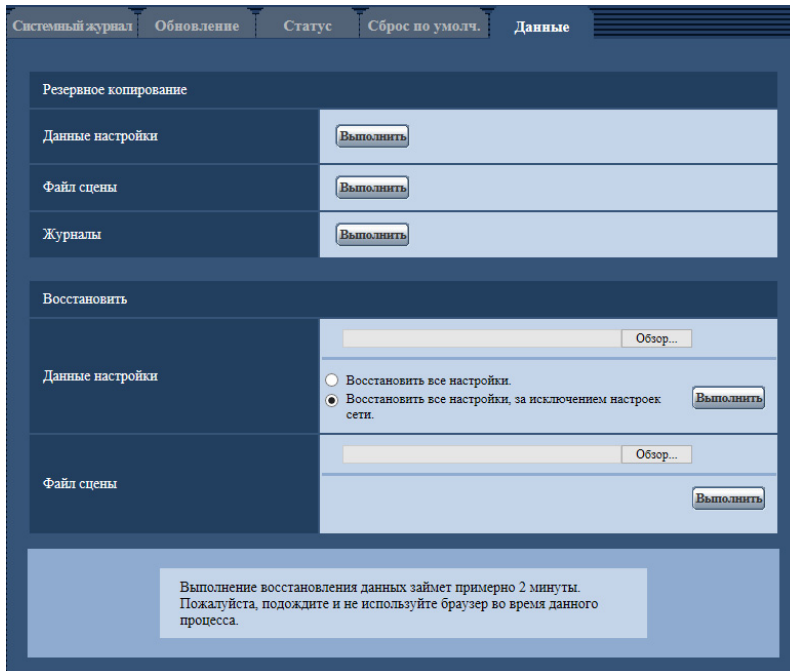 Системный журнал Обновление Статус Сброс по умолч. Данные
Резервное копирование
Данные настройки Выполнить
Файл сцены Выполнить
Журналы Выполнить
Восстановить
Обзор...
Данные настройки
Восстановить все настройки.
Восстановить все настройки, за исключением настроек
сети.
Выполнить
Обзор...
Файл сцены
Выполнить
Выполнение восстановления данных займет примерно 2 минуты.
Пожалуйста, подождите и не используйте браузер во время данного
процесса.